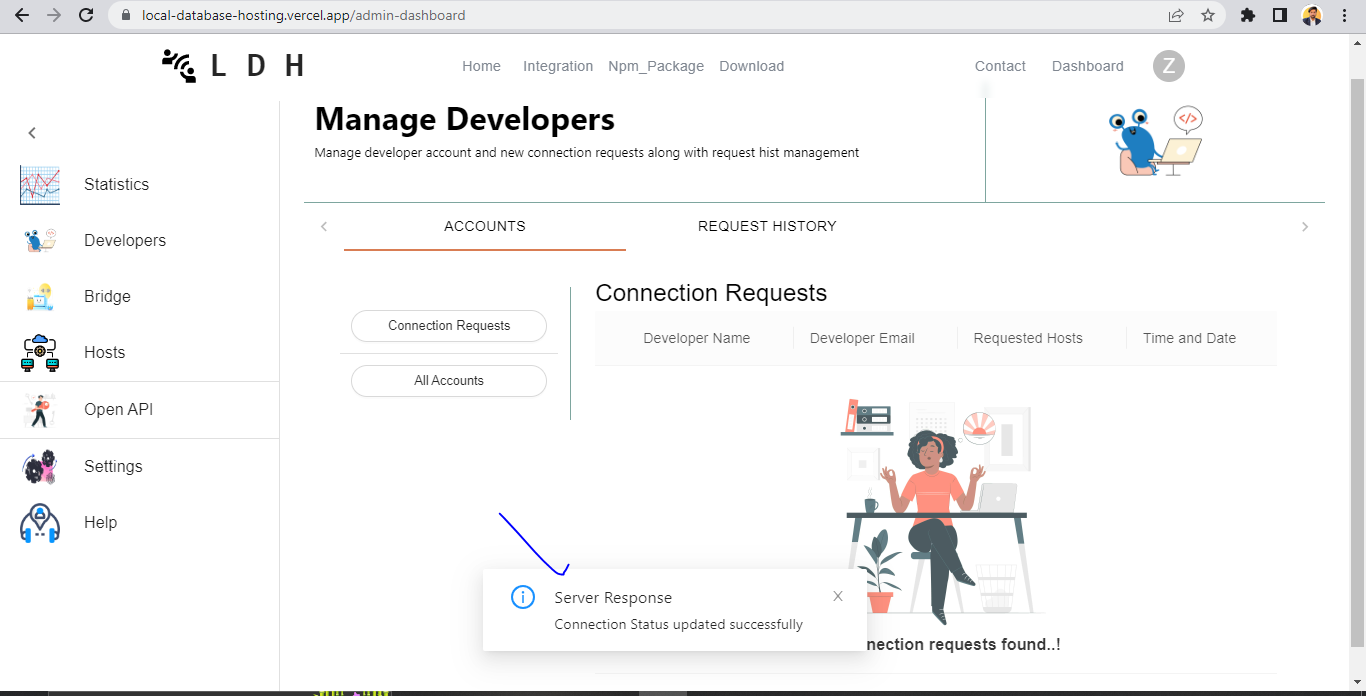 local-database-hosting.vercel.app/admin-dashboard
L D H
Home Integration Npm_Package Download Contact Dashboard Z
Manage Developers
Manage developer account and new connection requests along with request hist management
</>
Statistics
Developers
Bridge
Hosts
Open API
Settings
Help
ACCOUNTS REQUEST HISTORY
Connection Requests
All Accounts
Connection Requests
Developer Name Developer Email Requested Hosts Time and Date
Server Response
Connection Status updated successfully
requests found..!